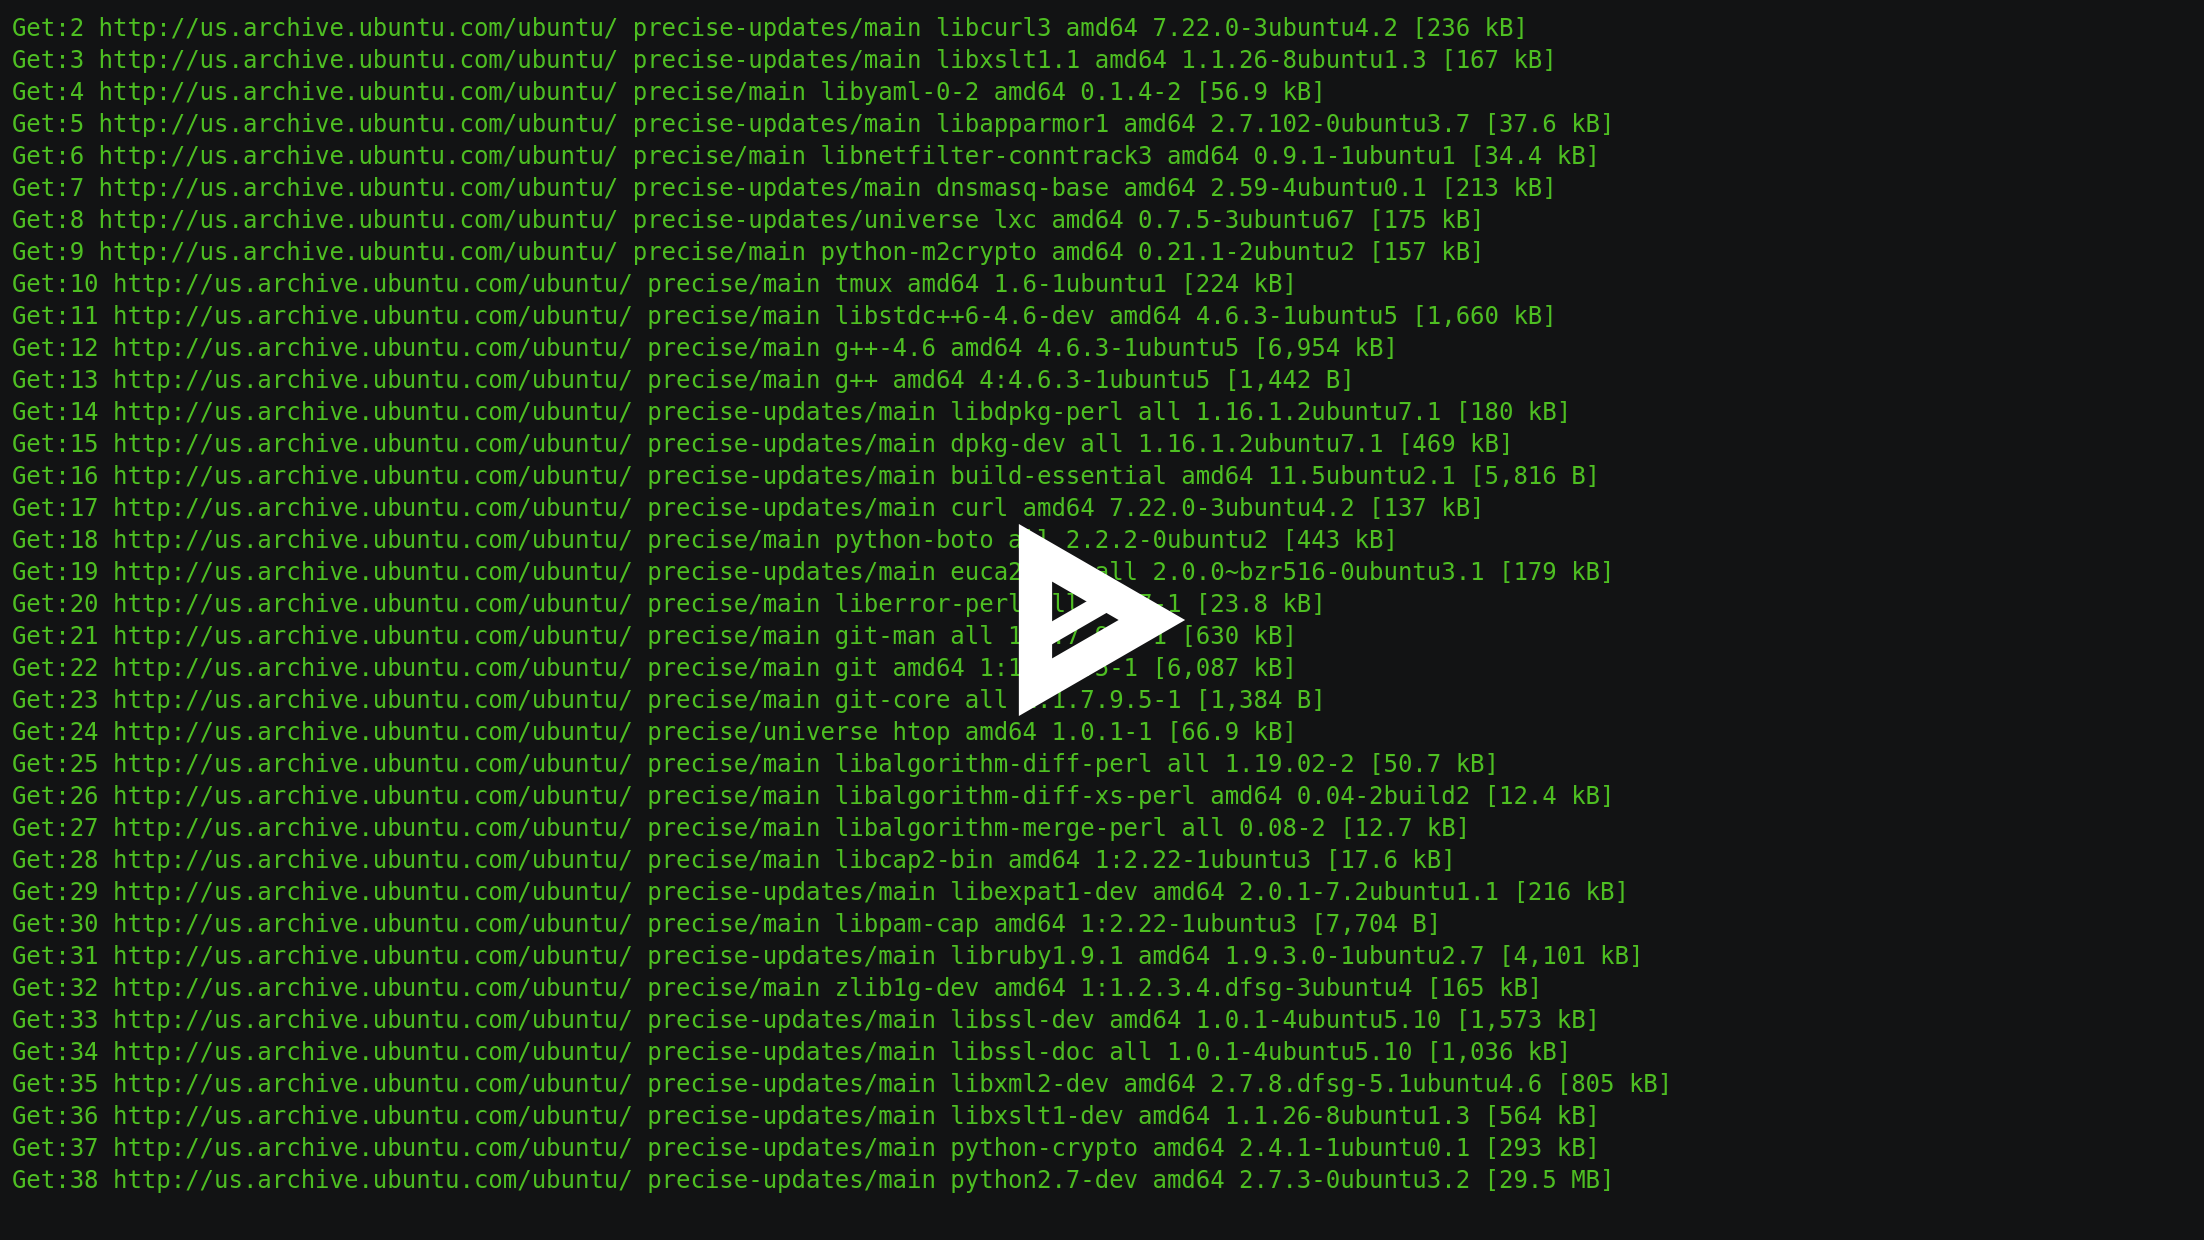 Get:2 http://us.archive.ubuntu.com/ubuntu/ precise-updates/main libcurl3 amd64 7.22.0-3ubuntu4.2 [236 kB]
Get:3 http://us.archive.ubuntu.com/ubuntu/ precise-updates/main libxslt1.1 amd64 1.1.26-8ubuntu1.3 [167 kB]
Get:4 http://us.archive.ubuntu.com/ubuntu/ precise/main libyaml-0-2 amd64 0.1.4-2 [56.9 kB]
Get:5 http://us.archive.ubuntu.com/ubuntu/ precise-updates/main libapparmor1 amd64 2.7.102-0ubuntu3.7 [37.6 kB]
Get:6 http://us.archive.ubuntu.com/ubuntu/ precise/main libnetfilter-conntrack3 amd64 0.9.1-1ubuntu1 [34.4 kB]
Get:7 http://us.archive.ubuntu.com/ubuntu/ precise-updates/main dnsmasq-base amd64 2.59-4ubuntu0.1 [213 kB]
Get:8 http://us.archive.ubuntu.com/ubuntu/ precise-updates/universe lxc amd64 0.7.5-3ubuntu67 [175 kB]
Get:9 http://us.archive.ubuntu.com/ubuntu/ precise/main python-m2crypto amd64 0.21.1-2ubuntu2 [157 kB]
Get:10 http://us.archive.ubuntu.com/ubuntu/ precise/main tmux amd64 1.6-1ubuntu1 [224 kB]
Get:11 http://us.archive.ubuntu.com/ubuntu/ precise/main libstdc++6-4.6-dev amd64 4.6.3-1ubuntu5 [1,660 kB]
Get:12 http://us.archive.ubuntu.com/ubuntu/ precise/main g++-4.6 amd64 4.6.3-1ubuntu5 [6,954 kB]
Get:13 http://us.archive.ubuntu.com/ubuntu/ precise/main g++ amd64 4:4.6.3-1ubuntu5 [1,442 B]
Get:14 http://us.archive.ubuntu.com/ubuntu/ precise-updates/main libdpkg-perl all 1.16.1.2ubuntu7.1 [180 kB]
Get:15 http://us.archive.ubuntu.com/ubuntu/ precise-updates/main dpkg-dev all 1.16.1.2ubuntu7.1 [469 kB]
Get:16 http://us.archive.ubuntu.com/ubuntu/ precise-updates/main build-essential amd64 11.5ubuntu2.1 [5,816 B]
Get:17 http://us.archive.ubuntu.com/ubuntu/ precise-updates/main curl amd64 7.22.0-3ubuntu4.2 [137 kB]
Get:18 http://us.archive.ubuntu.com/ubuntu/ precise/main python-boto all 2.2.2-0ubuntu2 [443 kB]
Get:19 http://us.archive.ubuntu.com/ubuntu/ precise-updates/main all 2.0.0~bzr516-0ubuntu3.1 [179 kB]
Get:20 http://us.archive.ubuntu.com/ubuntu/ precise/main liberror-perl [23.8 kB]
Get:21 http://us.archive.ubuntu.com/ubuntu/ precise/main git-man all [630 kB]
Get:22 http://us.archive.ubuntu.com/ubuntu/ precise/main git amd64 [6,087 kB]
Get:23 http://us.archive.ubuntu.com/ubuntu/ precise/main git-core all [1,384 B]
Get:24 http://us.archive.ubuntu.com/ubuntu/ precise/universe htop amd64 1.0.1-1 [66.9 kB]
Get:25 http://us.archive.ubuntu.com/ubuntu/ precise/main libalgorithm-diff-perl all 1.19.02-2 [50.7 kB]
Get:26 http://us.archive.ubuntu.com/ubuntu/ precise/main libalgorithm-diff-xs-perl amd64 0.04-2build2 [12.4 kB]
Get:27 http://us.archive.ubuntu.com/ubuntu/ precise/main libalgorithm-merge-perl all 0.08-2 [12.7 kB]
Get:28 http://us.archive.ubuntu.com/ubuntu/ precise/main libcap2-bin amd64 1:2.22-1ubuntu3 [17.6 kB]
Get:29 http://us.archive.ubuntu.com/ubuntu/ precise-updates/main libexpat1-dev amd64 2.0.1-7.2ubuntu1.1 [216 kB]
Get:30 http://us.archive.ubuntu.com/ubuntu/ precise/main libpam-cap amd64 1:2.22-1ubuntu3 [7,704 B]
Get:31 http://us.archive.ubuntu.com/ubuntu/ precise-updates/main libruby1.9.1 amd64 1.9.3.0-1ubuntu2.7 [4,101 kB]
Get:32 http://us.archive.ubuntu.com/ubuntu/ precise/main zlib1g-dev amd64 1:1.2.3.4.dfsg-3ubuntu4 [165 kB]
Get:33 http://us.archive.ubuntu.com/ubuntu/ precise-updates/main libssl-dev amd64 1.0.1-4ubuntu5.10 [1,573 kB]
Get:34 http://us.archive.ubuntu.com/ubuntu/ precise-updates/main libssl-doc all 1.0.1-4ubuntu5.10 [1,036 kB]
Get:35 http://us.archive.ubuntu.com/ubuntu/ precise-updates/main libxml2-dev amd64 2.7.8.dfsg-5.1ubuntu4.6 [805 kB]
Get:36 http://us.archive.ubuntu.com/ubuntu/ precise-updates/main libxslt1-dev amd64 1.1.26-8ubuntu1.3 [564 kB]
Get:37 http://us.archive.ubuntu.com/ubuntu/ precise-updates/main python-crypto amd64 2.4.1-1ubuntu0.1 [293 kB]
Get:38 http://us.archive.ubuntu.com/ubuntu/ precise-updates/main python2.7-dev amd64 2.7.3-0ubuntu3.2 [29.5 MB]